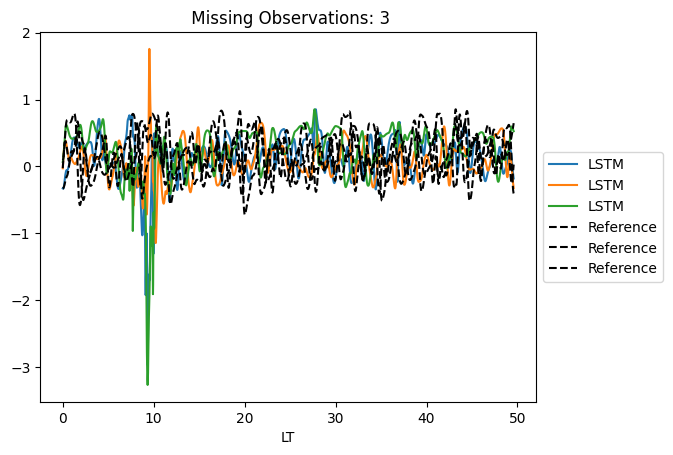 Missing Observations: 3
2
1
0
−1
−2
−3
0
10
20
30
40
50
LT
LSTM
LSTM
LSTM
Reference
Reference
Reference